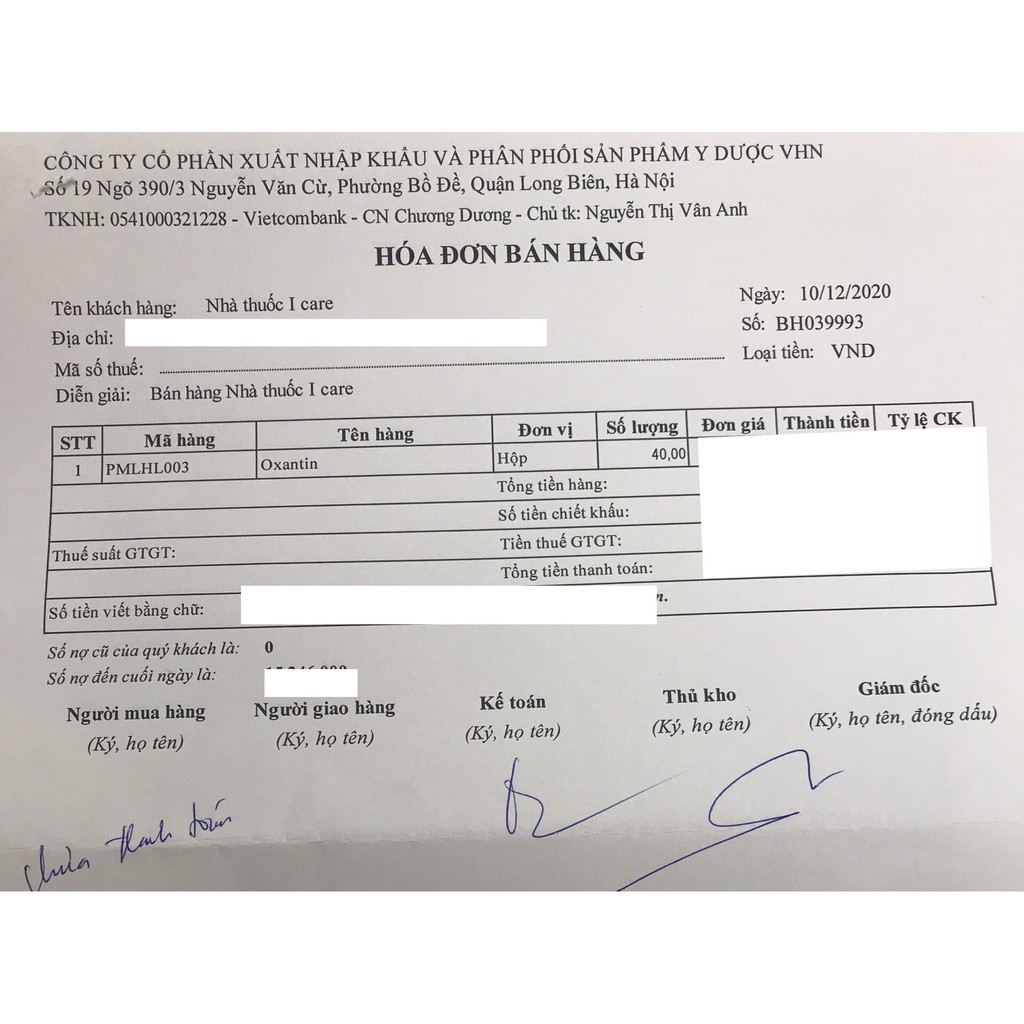 CÔNG TY CỔ PHẦN XUẤT NHẬP KHẨU VÀ PHÂN PHỐI SẢN PHẨM Y DƯỢC VHN
Số 19 Ngõ 390/3 Nguyễn Văn Cừ, Phường Bồ Đề, Quận Long Biên, Hà Nội
TKNH: 0541000321228 - Vietcombank - CN Chương Dương - Chủ tk: Nguyễn Thị Vân Anh
HÓA ĐƠN BÁN HÀNG
Tên khách hàng: Nhà thuốc I care Ngày: 10/12/2020
Địa chỉ: Số: BH039993
Mã số thuế: Loại tiền: VND
Diễn giải: Bán hàng Nhà thuốc I care
STT Mã hàng Tên hàng Đơn vị Số lượng Đơn giá Thành tiền Tỷ lệ CK
1 PMLHL003 Oxantin Hộp 40,00
Tổng tiền hàng:
Số tiền chiết khấu:
Thuế suất GTGT: Tiền thuế GTGT:
Tổng tiền thanh toán:
Số tiền viết bằng chữ:
Số nợ cũ của quý khách là: 0
Số nợ đến cuối ngày là:
Người mua hàng Người giao hàng Kế toán Thủ kho Giám đốc
(Ký, họ tên) (Ký, họ tên) (Ký, họ tên) (Ký, họ tên) (Ký, họ tên, đóng dấu)
chưa thanh toán